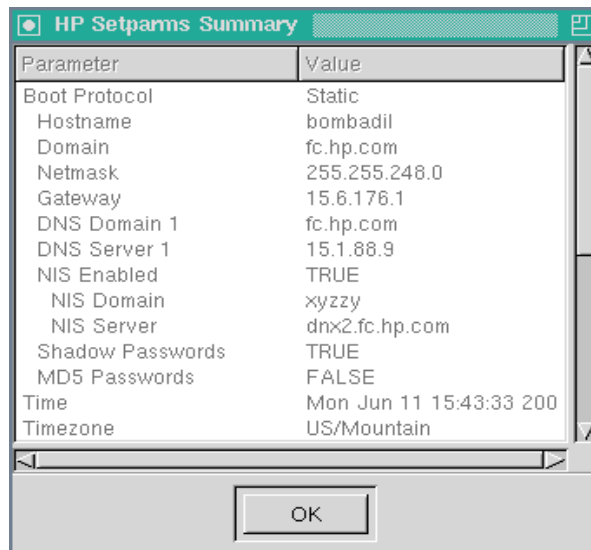 HP Setparms Summary
Parameter Value
Boot Protocol Static
Hostname bombadil
Domain fc.hp.com
Netmask 255.255.248.0
Gateway 15.6.176.1
DNS Domain 1 fc.hp.com
DNS Server 1 15.1.88.9
NIS Enabled TRUE
NIS Domain xyzzy
NIS Server dnx2.fc.hp.com
Shadow Passwords TRUE
MD5 Passwords FALSE
Time Mon Jun 11 15:43:33 200
Timezone US/Mountain
OK